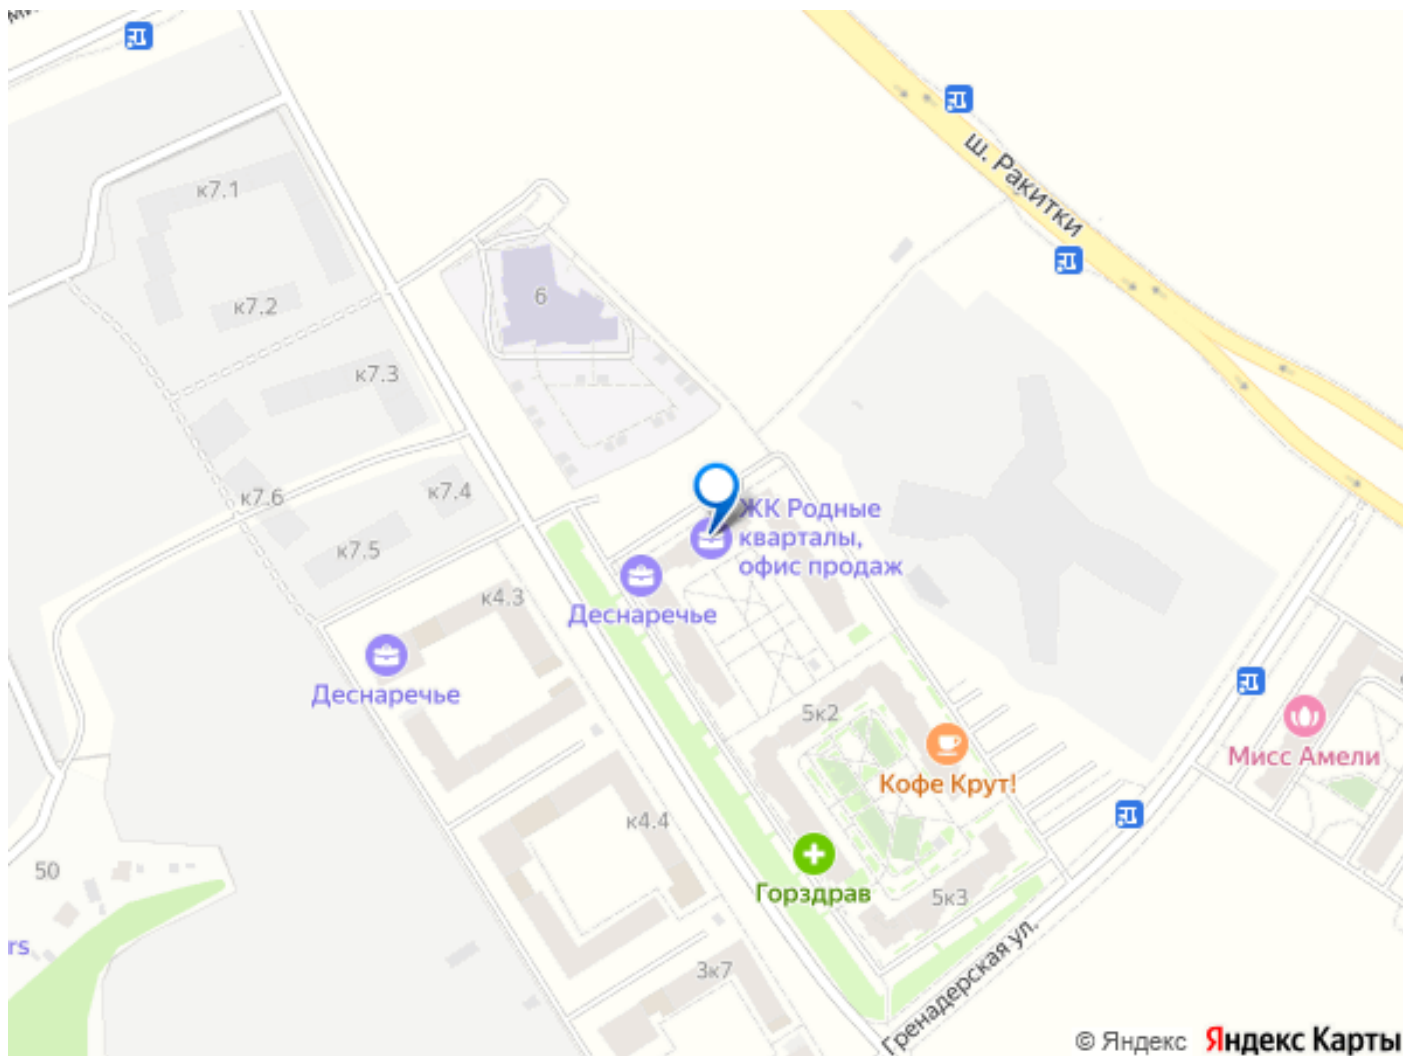 ш. Ракитки
к7.1
6
к7.2
к7.3
к7.4
к7.6
ЖК Родные
кварталы,
офис продаж
к7.5
к4.3
Деснаречье
Деснаречье
5к2
Мисс Амели
Кофе Крут!
к4.4
50
Горздрав
5к3
rs
3к7
Гренадерская ул.
© Яндекс Яндекс Карты